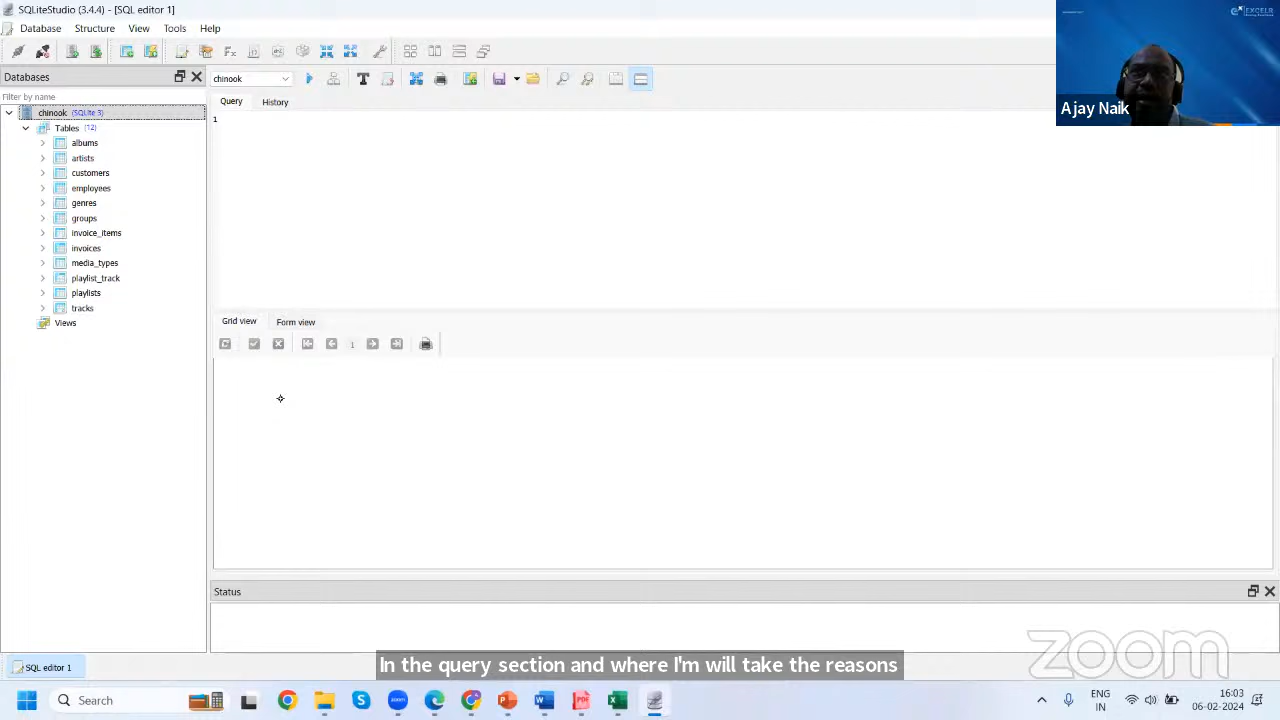 SQLiteStudio (3.4.4) - [SQL editor 1]
Database Structure View Tools Help
EXCELR
Ajay Naik
Databases
chinook
Filter by name
Query History
chinook (SQLite 3)
1
Tables (12)
albums
artists
customers
employees
genres
groups
invoice_items
invoices
media_types
playlist_track
playlists
tracks
Views
Grid view Form view
1
Status
In the query section and where I'm will take the reasons
zoom
SQL editor 1
Search
ENG
IN
16:03
06-02-2024